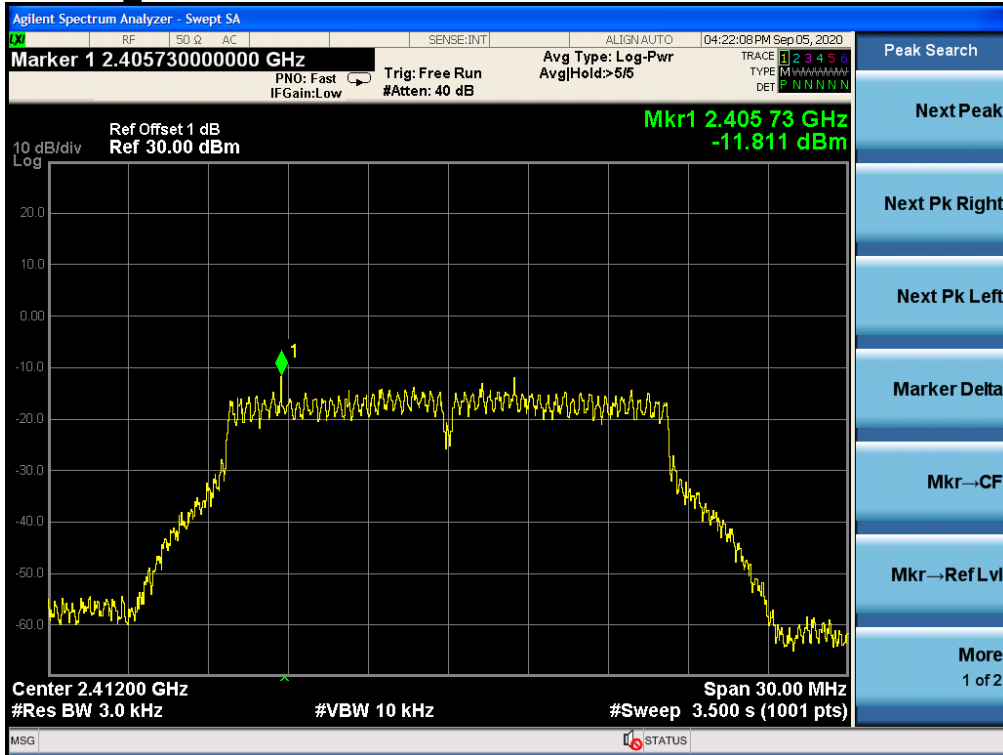 Agilent Spectrum Analyzer - Swept SA
LXI RF 50 Ω AC SENSE:INT ALIGN AUTO 04:22:08 PM Sep 05, 2020
Marker 1 2.405730000000 GHz
PNO: Fast
IFGain:Low
Trig: Free Run
#Atten: 40 dB
Avg Type: Log-Pwr
Avg|Hold:>5/5
TRACE 1 2 3 4 5 6
TYPE M
DET P N N N N N
Peak Search
Mkr1 2.405 73 GHz
-11.811 dBm
Ref Offset 1 dB
10 dB/div Ref 30.00 dBm
Log
20.0
10.0
0.00
-10.0
-20.0
-30.0
-40.0
-50.0
-60.0
1
Center 2.41200 GHz Span 30.00 MHz
#Res BW 3.0 kHz #VBW 10 kHz #Sweep 3.500 s (1001 pts)
MSG STATUS
Next Peak
Next Pk Right
Next Pk Left
Marker Delta
Mkr→CF
Mkr→Ref Lvl
More
1 of 2